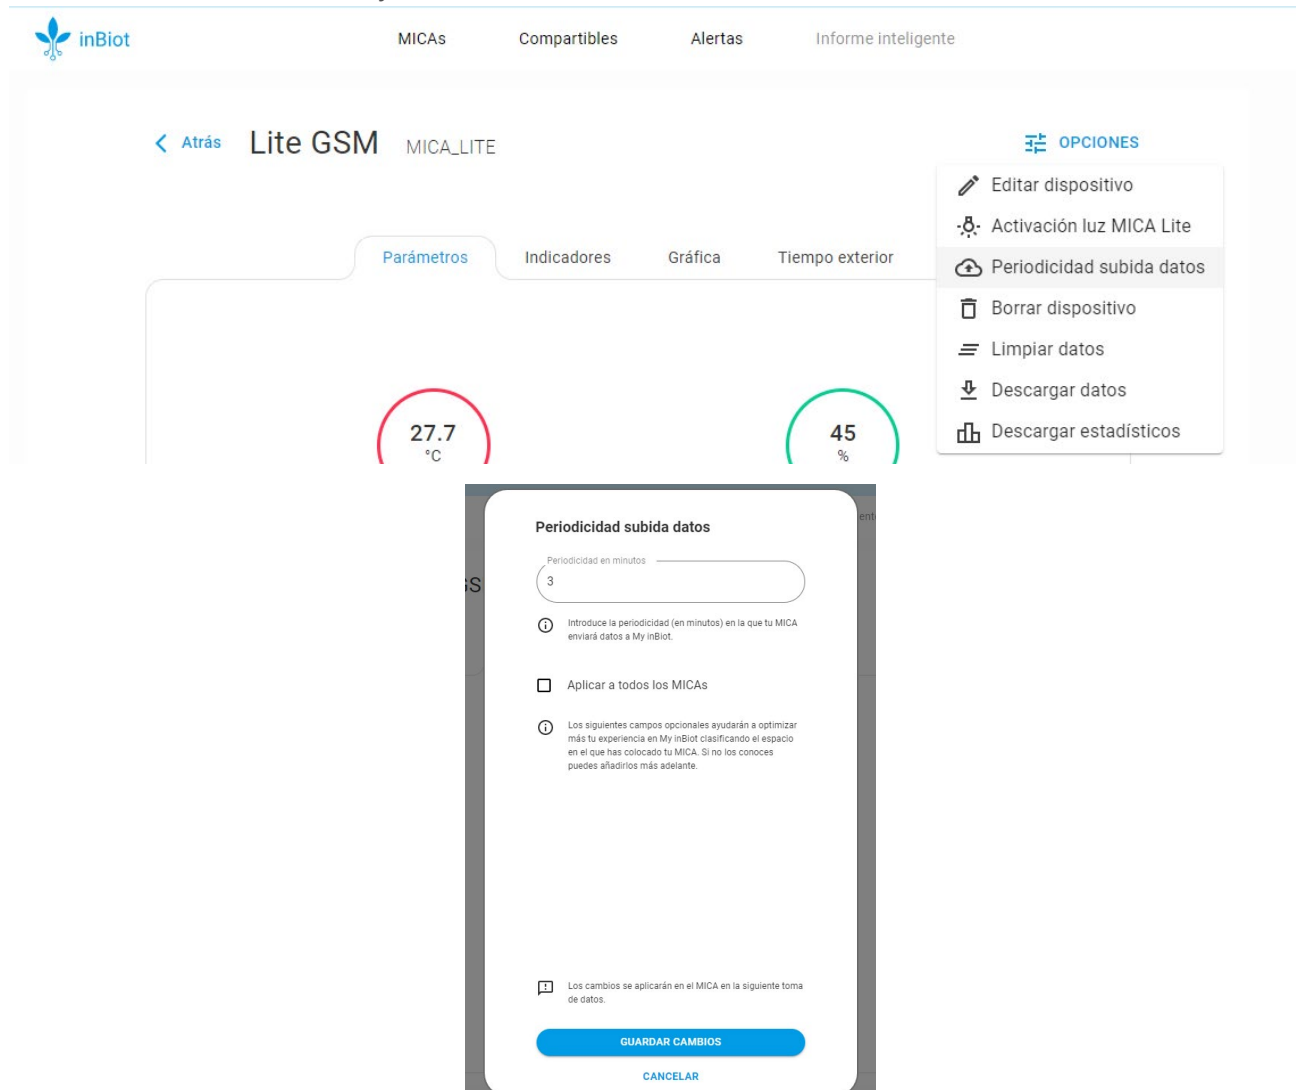 inBiot
MICAs
Compartibles
Alertas
Informe inteligente
Atrás
Lite GSM
MICA_LITE
OPCIONES
Editar dispositivo
Activación luz MICA Lite
Periodicidad subida datos
Borrar dispositivo
Limpiar datos
Descargar datos
Descargar estadísticos
Parámetros
Indicadores
Gráfica
Tiempo exterior
27.7
°C
45
%
Periodicidad subida datos
Periodicidad en minutos
3
Introduce la periodicidad (en minutos) en la que tu MICA
enviará datos a My inBiot.
Aplicar a todos los MICAs
Los siguientes campos opcionales ayudarán a optimizar
más tu experiencia en My inBiot clasificando el espacio
en el que has colocado tu MICA. Si no los conoces
puedes añadirlos más adelante.
Los cambios se aplicarán en el MICA en la siguiente toma
de datos.
GUARDAR CAMBIOS
CANCELAR